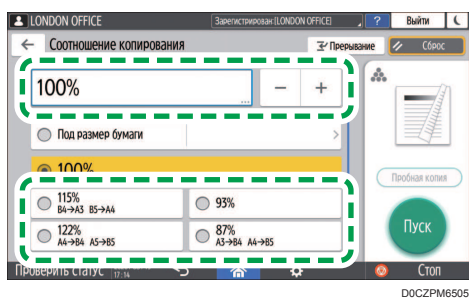 LONDON OFFICE
Зарегистрирован:(LONDON OFFICE)
?
Выйти
Соотношение копирования
Прерывание
Сброс
100%
...
− +
Под размер бумаги
100%
115%
B4→A3 B5→A4
93%
122%
A4→B4 A5→B5
87%
A3→B4 A4→B5
Пробная копия
Пуск
Проверить статус
17:14
Стоп
D0CZPM6505